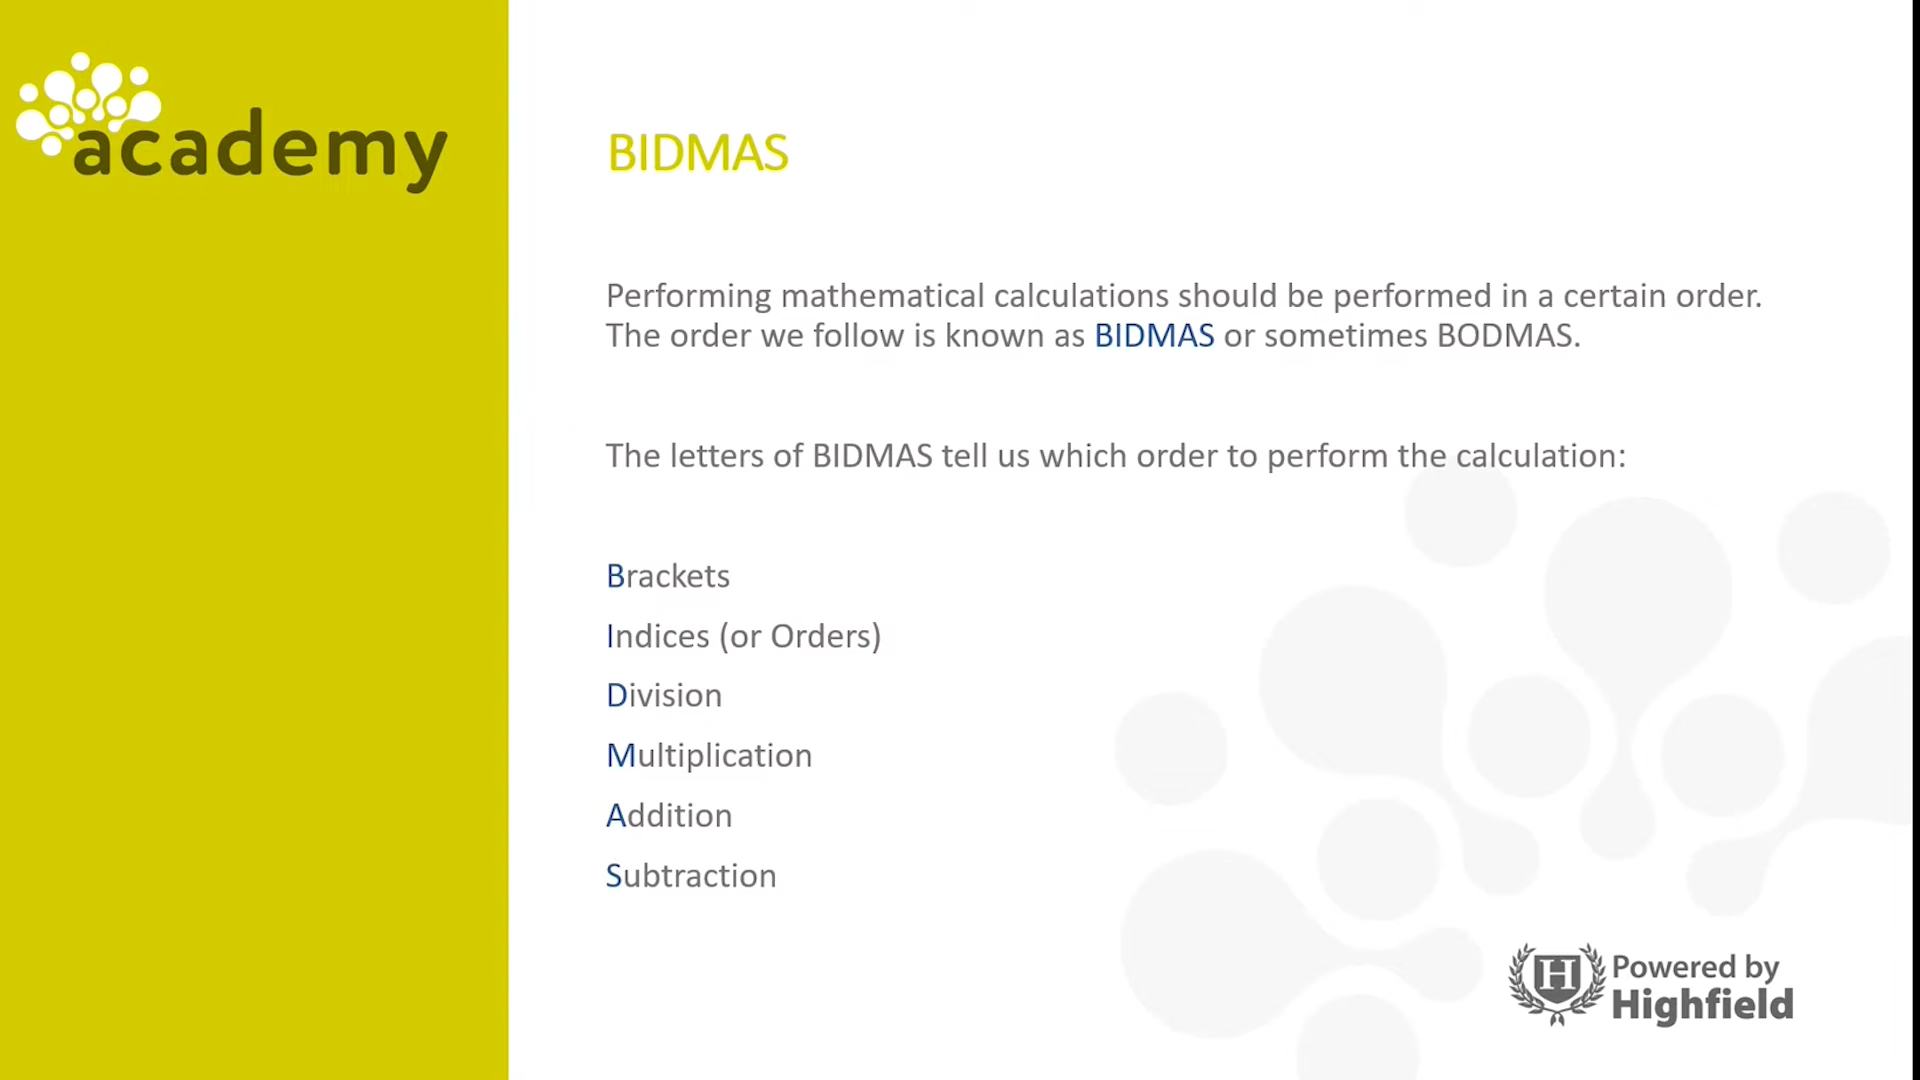 academy
BIDMAS
Performing mathematical calculations should be performed in a certain order.
The order we follow is known as BIDMAS or sometimes BODMAS.
The letters of BIDMAS tell us which order to perform the calculation:
Brackets
Indices (or Orders)
Division
Multiplication
Addition
Subtraction
H
Powered by
Highfield